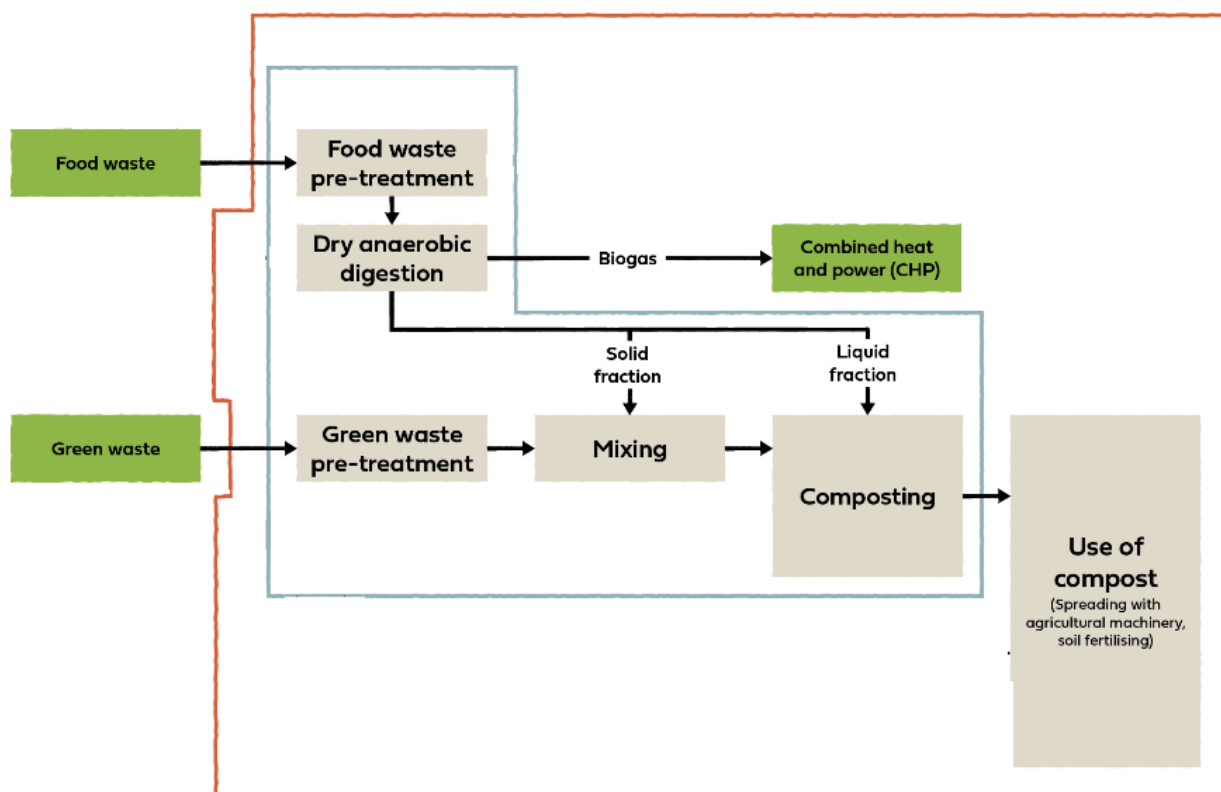 Food waste
Food waste
pre-treatment
Dry anaerobic
digestion
Biogas
Combined heat
and power (CHP)
Solid
fraction
Liquid
fraction
Green waste
Green waste
pre-treatment
Mixing
Composting
Use of
compost
(Spreading with
agricultural machinery,
soil fertilising)